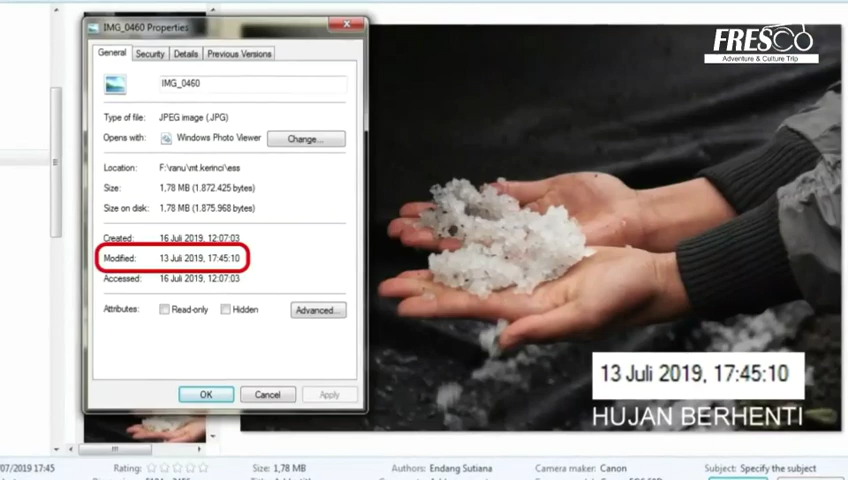 IMG_0460 Properties
General Security Details Previous Versions
IMG_0460
Type of file: JPEG image (.JPG)
Opens with: Windows Photo Viewer Change...
Location: F:\vanu\mt.kerinci\ess
Size: 1,78 MB (1.872.425 bytes)
Size on disk: 1,78 MB (1.875.968 bytes)
Created: 16 Juli 2019, 12:07:03
Modified: 13 Juli 2019, 17:45:10
Accessed: 16 Juli 2019, 12:07:03
Attributes: Read-only Hidden Advanced...
OK Cancel Apply
FRESCO
Adventure & Culture Trip
13 Juli 2019, 17:45:10
HUJAN BERHENTI
07/2019 17:45 Rating: Size: 1,78 MB Authors: Endang Sutiana Camera maker: Canon Subject: Specify the subject